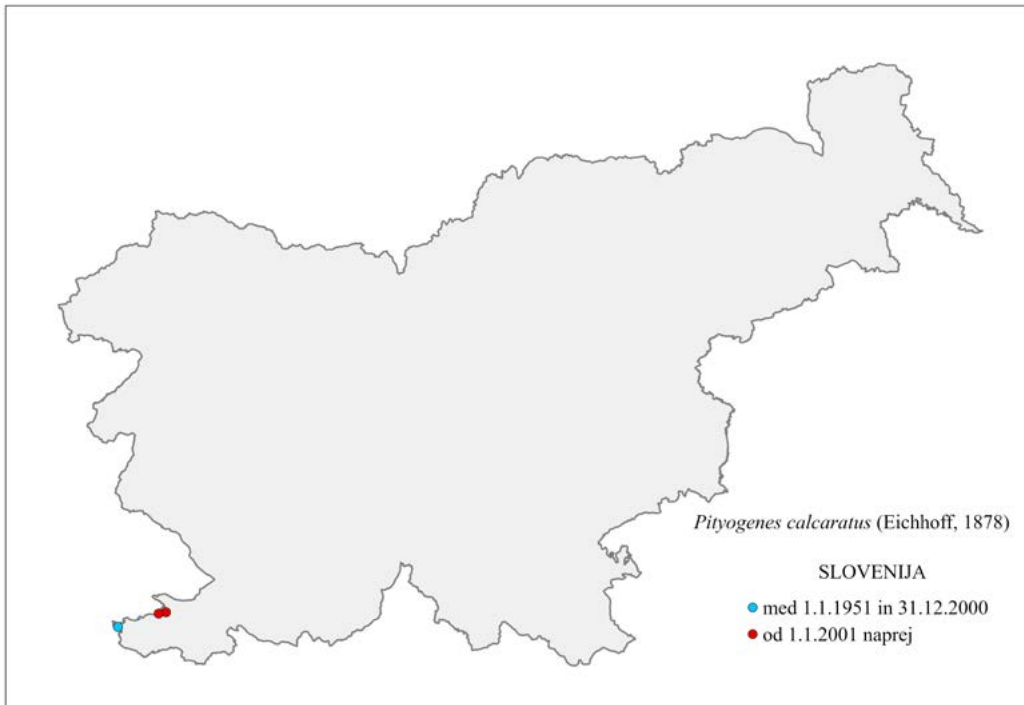 Pityogenes calcaratus (Eichhoff, 1878)
SLOVENIJA
med 1.1.1951 in 31.12.2000
od 1.1.2001 naprej